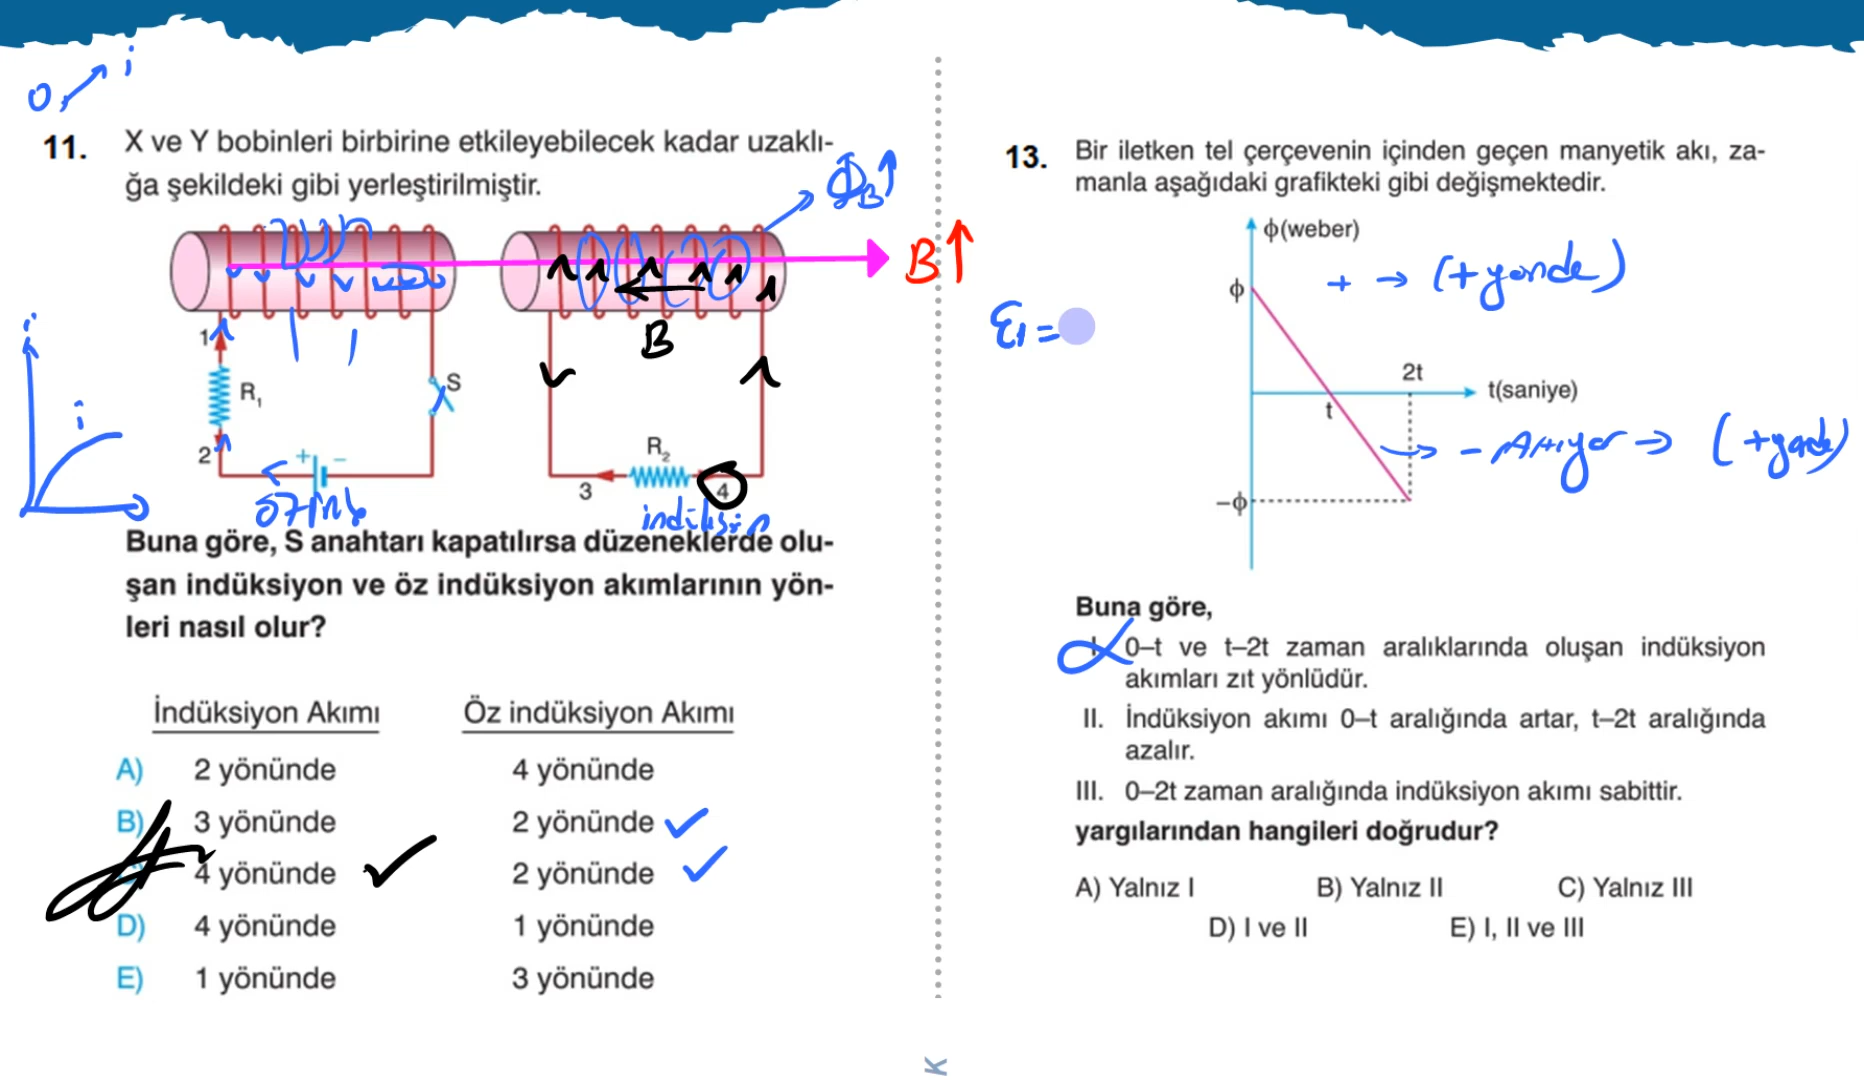 0, i
11. X ve Y bobinleri birbirine etkileyebilecek kadar uzaklı-
ğa şekildeki gibi yerleştirilmiştir.
ΦB↑
B↑
B
i
i
1
R₁
S
2
+ −
R₂
3
4
indüksiyon
Buna göre, S anahtarı kapatılırsa düzeneklerde olu-
şan indüksiyon ve öz indüksiyon akımlarının yön-
leri nasıl olur?
İndüksiyon Akımı Öz indüksiyon Akımı
A) 2 yönünde 4 yönünde
B) 3 yönünde 2 yönünde
4 yönünde 2 yönünde
D) 4 yönünde 1 yönünde
E) 1 yönünde 3 yönünde
13. Bir iletken tel çerçevenin içinden geçen manyetik akı, za-
manla aşağıdaki grafikteki gibi değişmektedir.
ϕ(weber)
+ → (+yönde)
ϕ
ε₁ =
2t
t(saniye)
t
→ - Artıyor → (+yönde)
−ϕ
Buna göre,
I. 0–t ve t–2t zaman aralıklarında oluşan indüksiyon
akımları zıt yönlüdür.
II. İndüksiyon akımı 0–t aralığında artar, t–2t aralığında
azalır.
III. 0–2t zaman aralığında indüksiyon akımı sabittir.
yargılarından hangileri doğrudur?
A) Yalnız I B) Yalnız II C) Yalnız III
D) I ve II E) I, II ve III
K